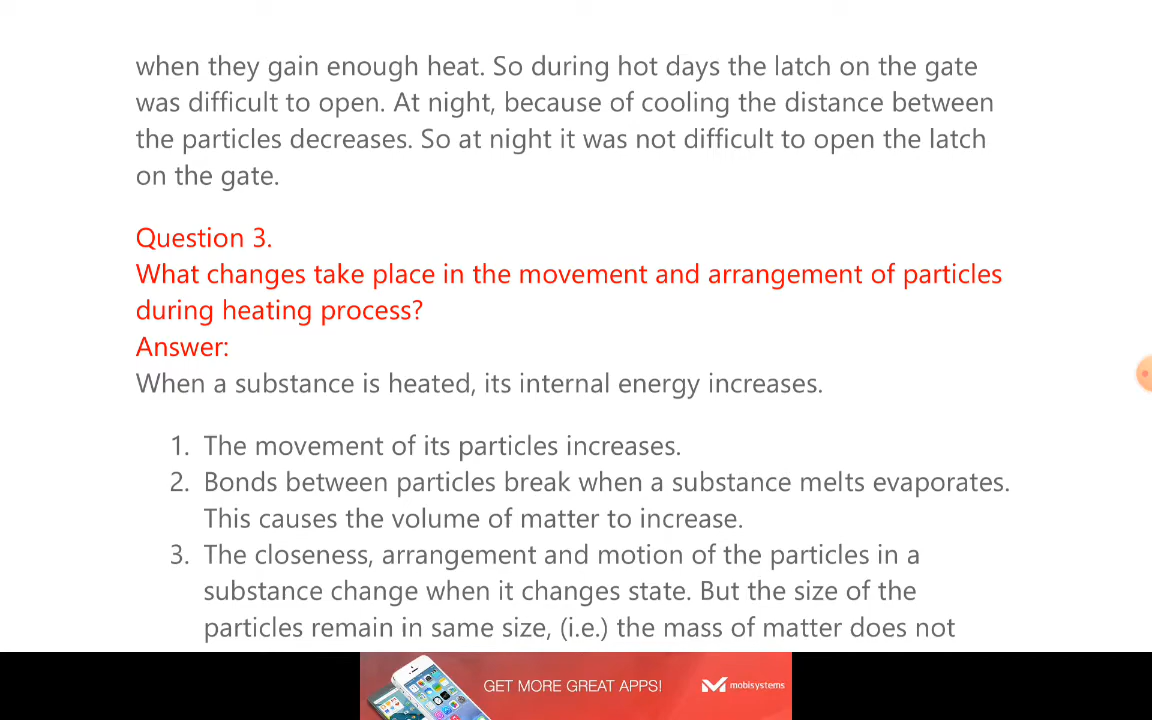 when they gain enough heat. So during hot days the latch on the gate
was difficult to open. At night, because of cooling the distance between
the particles decreases. So at night it was not difficult to open the latch
on the gate.
Question 3.
What changes take place in the movement and arrangement of particles
during heating process?
Answer:
When a substance is heated, its internal energy increases.
1. The movement of its particles increases.
2. Bonds between particles break when a substance melts evaporates.
This causes the volume of matter to increase.
3. The closeness, arrangement and motion of the particles in a
substance change when it changes state. But the size of the
particles remain in same size, (i.e.) the mass of matter does not
GET MORE GREAT APPS!
mobisystems